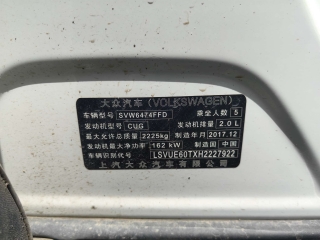 大众汽车(VOLKSWAGEN)
车辆型号 SVW6474FFD 乘坐人数 5
发动机型号 CUG 发动机排量 2.0 L
最大允许总质量 2225kg 制造年月 2017.12
发动机最大净功率 162 kW 制造国 中国
车辆识别代号 LSVUE60TXH2227922
上汽大众汽车有限公司